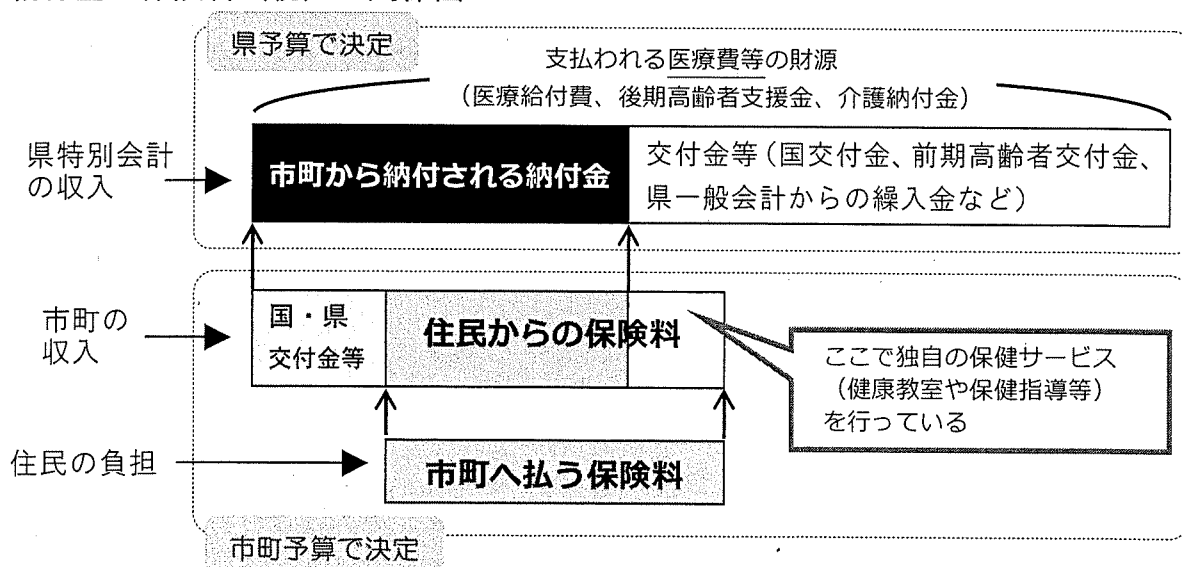 県予算で決定
支払われる医療費等の財源
(医療給付費、後期高齢者支援金、介護納付金)
県特別会計
の収入
市町から納付される納付金
交付金等(国交付金、前期高齢者交付金、
県一般会計からの繰入金など)
市町の
収入
国・県
交付金等
住民からの保険料
ここで独自の保健サービス
(健康教室や保健指導等)
を行っている
住民の負担
市町へ払う保険料
市町予算で決定